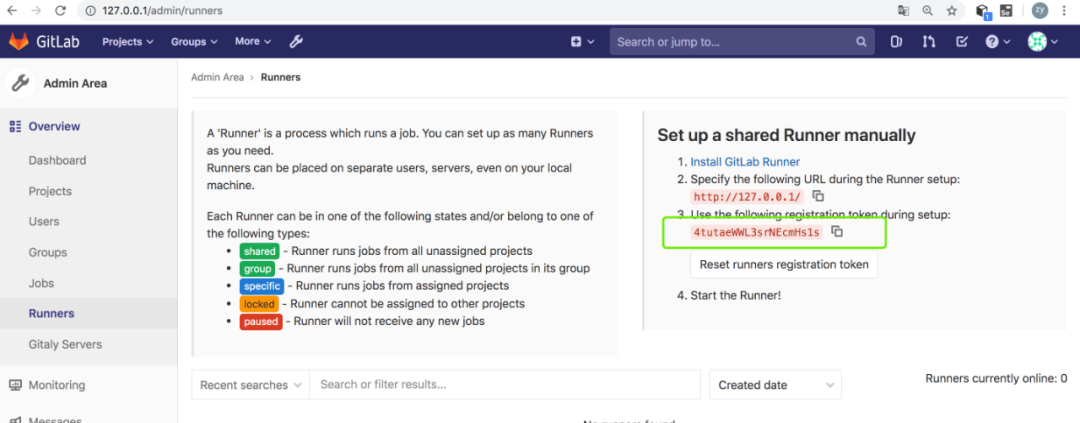 127.0.0.1/admin/runners
1
Se
zy
GitLab
Projects
Groups
More
Search or jump to...
Admin Area
Overview
Dashboard
Projects
Users
Groups
Jobs
Runners
Gitaly Servers
Monitoring
Messages
Admin Area › Runners
A 'Runner' is a process which runs a job. You can set up as many Runners
as you need.
Runners can be placed on separate users, servers, even on your local
machine.
Each Runner can be in one of the following states and/or belong to one of
the following types:
• shared - Runner runs jobs from all unassigned projects
• group - Runner runs jobs from all unassigned projects in its group
• specific - Runner runs jobs from assigned projects
• locked - Runner cannot be assigned to other projects
• paused - Runner will not receive any new jobs
Set up a shared Runner manually
1. Install GitLab Runner
2. Specify the following URL during the Runner setup:
http://127.0.0.1/
3. Use the following registration token during setup:
4tutaeWWL3srNEcmHs1s
Reset runners registration token
4. Start the Runner!
Recent searches
Search or filter results...
Created date
Runners currently online: 0
No runners found